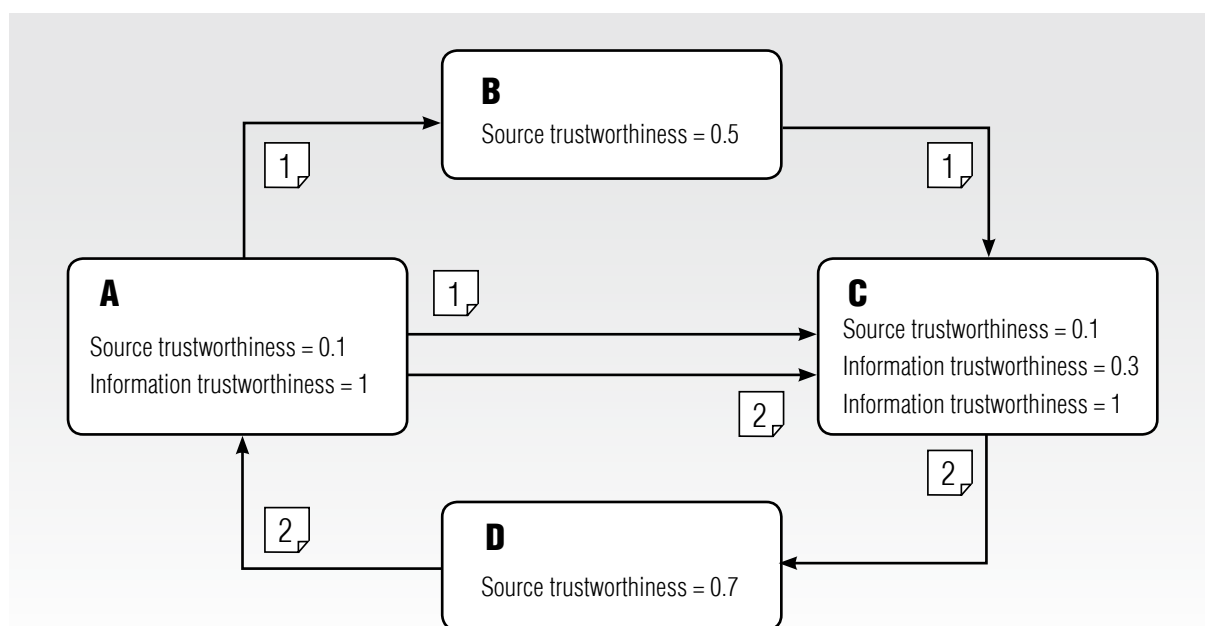 B
Source trustworthiness = 0.5
1
1
A
Source trustworthiness = 0.1
Information trustworthiness = 1
1
2
C
Source trustworthiness = 0.1
Information trustworthiness = 0.3
Information trustworthiness = 1
2
2
D
Source trustworthiness = 0.7